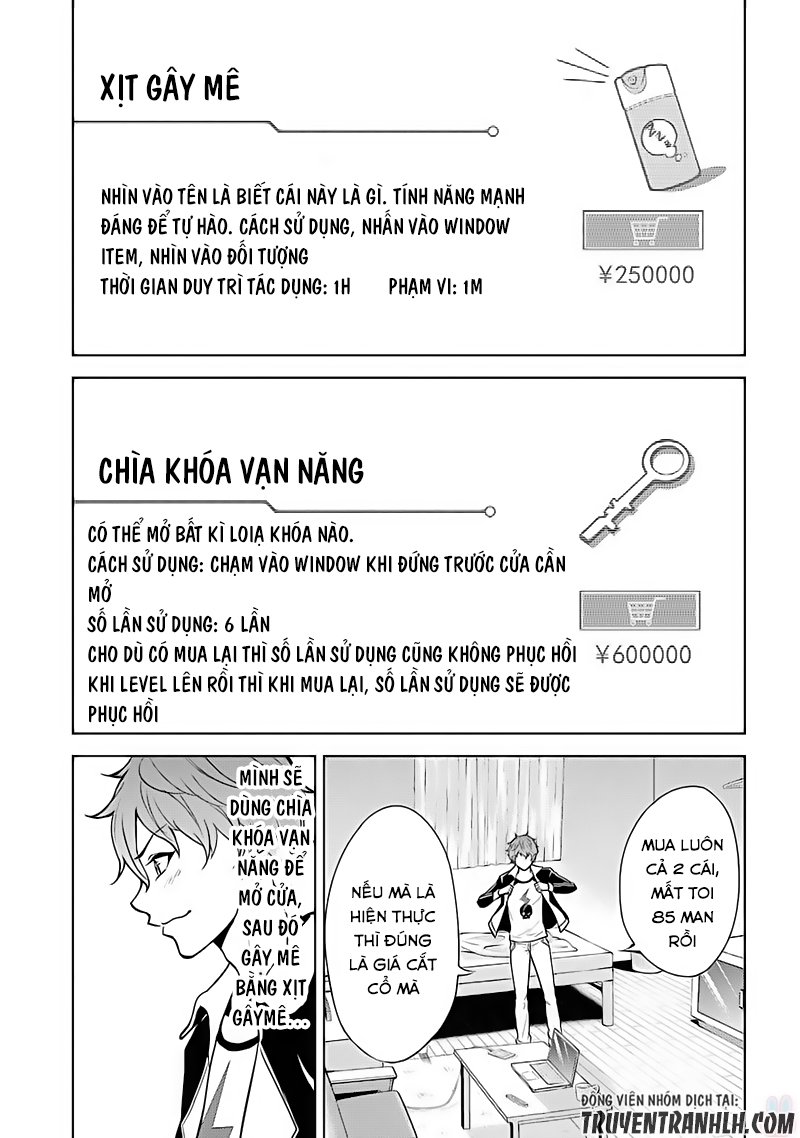 XỊT GÂY MÊ
NHÌN VÀO TÊN LÀ BIẾT CÁI NÀY LÀ GÌ. TÍNH NĂNG MẠNH
ĐÁNG ĐỂ TỰ HÀO. CÁCH SỬ DỤNG, NHẤN VÀO WINDOW
ITEM, NHÌN VÀO ĐỐI TƯỢNG
THỜI GIAN DUY TRÌ TÁC DỤNG: 1H PHẠM VI: 1M
¥250000
CHÌA KHÓA VẠN NĂNG
CÓ THỂ MỞ BẤT KÌ LOIẠ KHÓA NÀO.
CÁCH SỬ DỤNG: CHẠM VÀO WINDOW KHI ĐỨNG TRƯỚC CỬA CẦN
MỞ
SỐ LẦN SỬ DỤNG: 6 LẦN
CHO DÙ CÓ MUA LẠI THÌ SỐ LẦN SỬ DỤNG CŨNG KHÔNG PHỤC HỒI
KHI LEVEL LÊN RỒI THÌ KHI MUA LẠI, SỐ LẦN SỬ DỤNG SẼ ĐƯỢC
PHỤC HỒI
¥600000
MUA LUÔN
CẢ 2 CÁI,
MẤT TOI
85 MAN
RỒI
NẾU MÀ LÀ
HIỆN THỰC
THÌ ĐÚNG
LÀ GIÁ CẮT
CỔ MÀ
MÌNH SẼ
DÙNG CHÌA
KHÓA VẠN
NĂNG ĐỂ
MỞ CỬA,
SAU ĐÓ
GÂY MÊ
BẰNG XỊT
GÂYMÊ...
ĐỘNG VIÊN NHÓM DỊCH TẠI:
TRUYENTRANHLH.COM